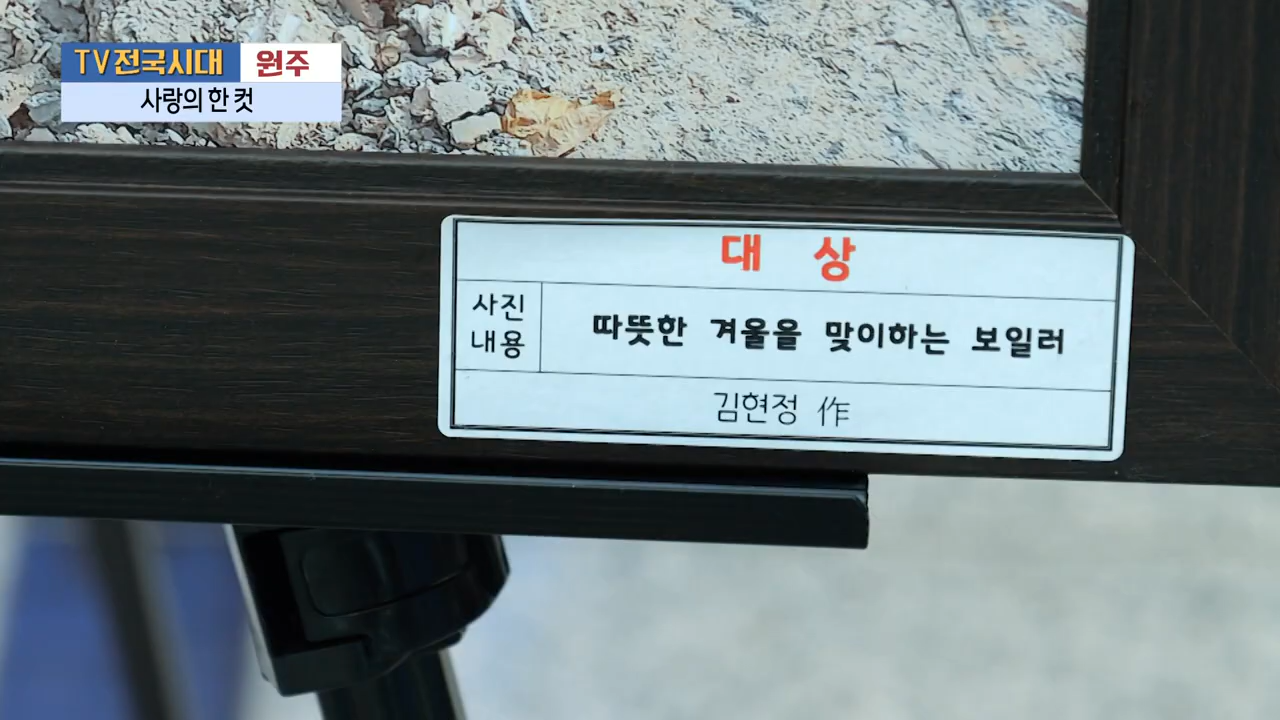 TV전국시대 원주
사랑의 한 컷
대 상
사진
내용
따뜻한 겨울을 맞이하는 보일러
김현정 作